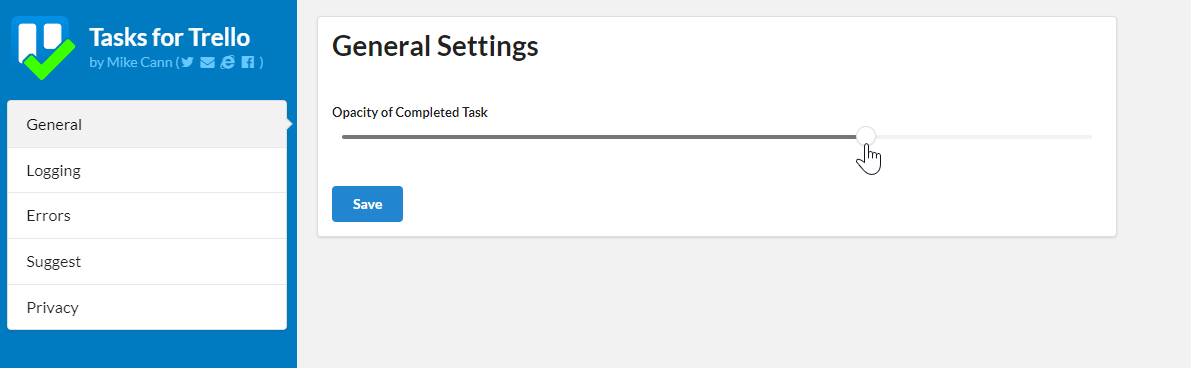 Tasks for Trello
by Mike Cann ( )
General
Logging
Errors
Suggest
Privacy
General Settings
Opacity of Completed Task
Save